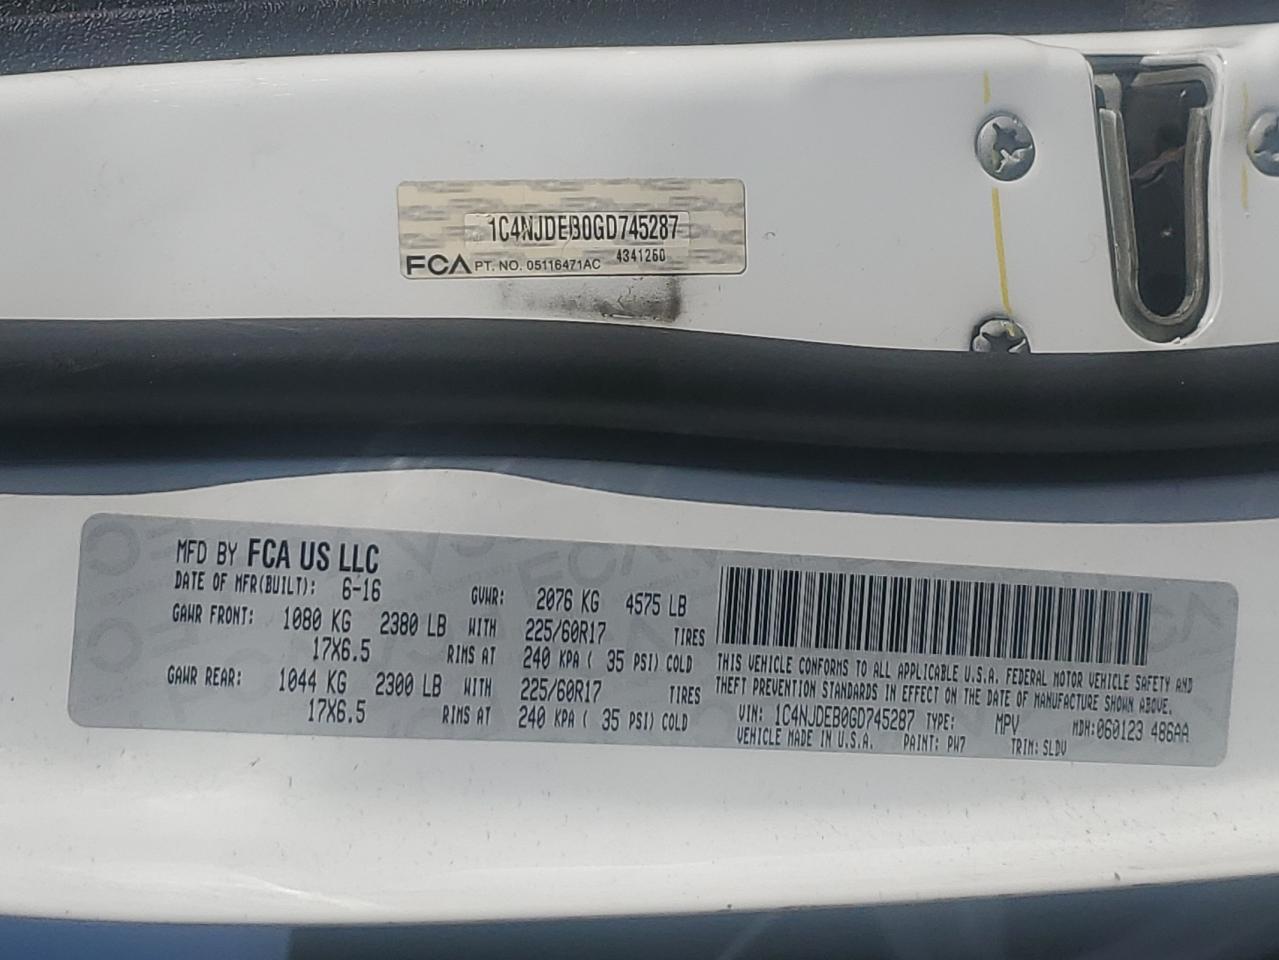 1C4NJDEB0GD745287
FCA PT. NO. 05116471AC 4341260
MFD BY FCA US LLC
DATE OF MFR(BUILT): 6-16 GVWR: 2076 KG 4575 LB
GAWR FRONT: 1080 KG 2380 LB WITH 225/60R17 TIRES
17X6.5 RIMS AT 240 KPA ( 35 PSI) COLD
GAWR REAR: 1044 KG 2300 LB WITH 225/60R17 TIRES
17X6.5 RIMS AT 240 KPA ( 35 PSI) COLD
THIS VEHICLE CONFORMS TO ALL APPLICABLE U.S.A. FEDERAL MOTOR VEHICLE SAFETY AND
THEFT PREVENTION STANDARDS IN EFFECT ON THE DATE OF MANUFACTURE SHOWN ABOVE.
VIN: 1C4NJDEB0GD745287 TYPE: MPV MDH:060123 486AA
VEHICLE MADE IN U.S.A. PAINT: PW7 TRIM: SLDV